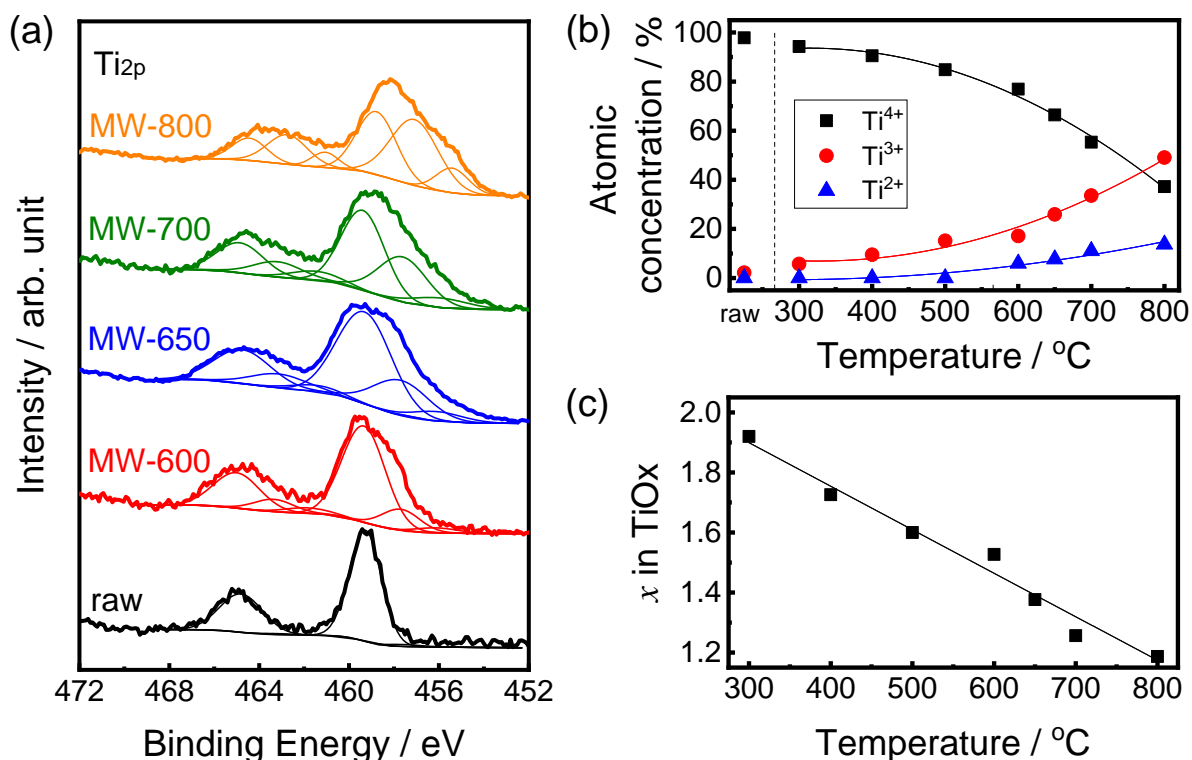 (a)
Ti2p
MW-800
MW-700
MW-650
MW-600
raw
Intensity / arb. unit
472 468 464 460 456 452
Binding Energy / eV
(b)
Atomic
concentration / %
100
80
60
40
20
0
Ti4+
Ti3+
Ti2+
raw 300 400 500 600 700 800
Temperature / oC
(c)
x in TiOx
2.0
1.8
1.6
1.4
1.2
300 400 500 600 700 800
Temperature / oC